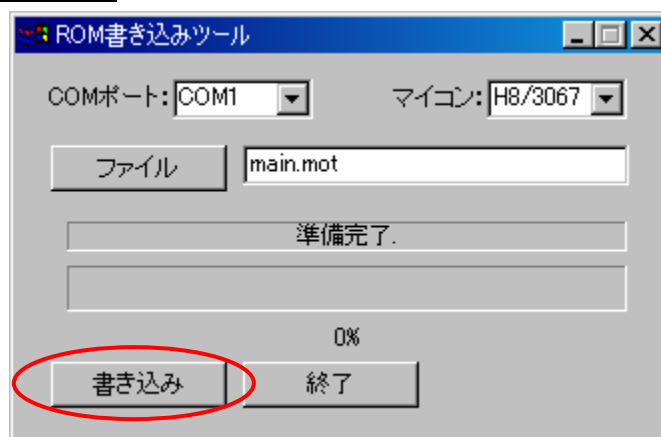 ROM書き込みツール
COMポート: COM1 マイコン: H8/3067
ファイル main.mot
準備完了.
0%
書き込み 終了